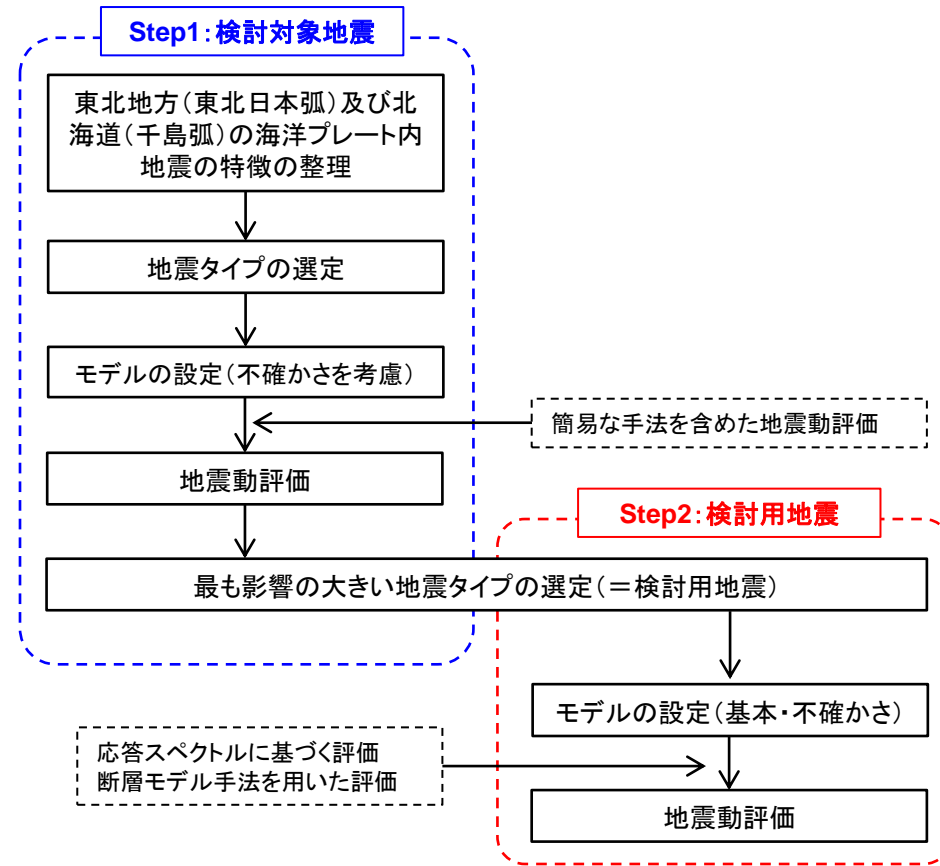 Step1:検討対象地震
東北地方(東北日本弧)及び北
海道(千島弧)の海洋プレート内
地震の特徴の整理
地震タイプの選定
モデルの設定(不確かさを考慮)
簡易な手法を含めた地震動評価
地震動評価
Step2:検討用地震
最も影響の大きい地震タイプの選定(=検討用地震)
モデルの設定(基本・不確かさ)
応答スペクトルに基づく評価
断層モデル手法を用いた評価
地震動評価